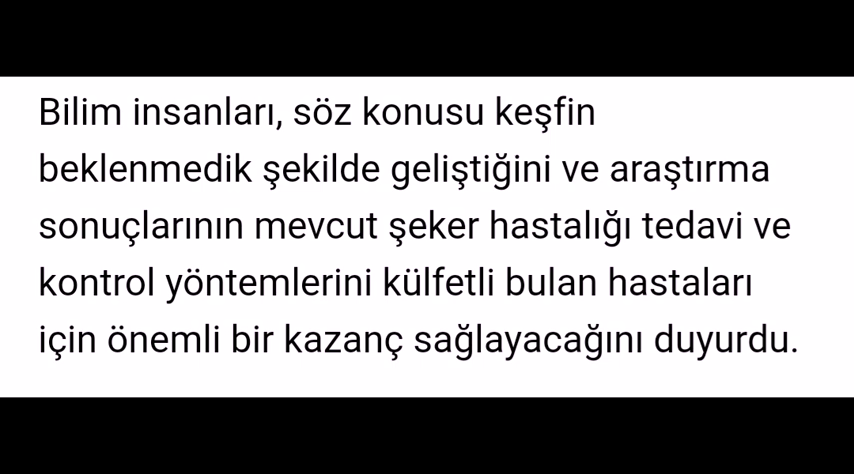 Bilim insanları, söz konusu keşfin
beklenmedik şekilde geliştiğini ve araştırma
sonuçlarının mevcut şeker hastalığı tedavi ve
kontrol yöntemlerini külfetli bulan hastaları
için önemli bir kazanç sağlayacağını duyurdu.